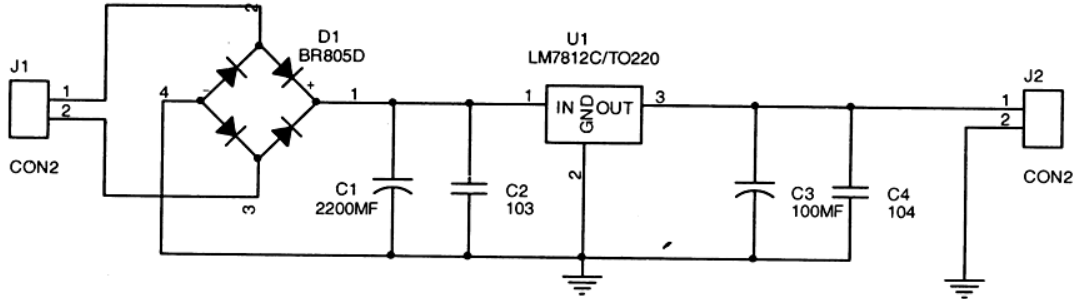 J1
1
2
CON2
2
4
-
+
3
D1
BR805D
1
C1
2200MF
C2
103
U1
LM7812C/TO220
1
IN OUT
GND
3
2
C3
100MF
C4
104
J2
1
2
CON2